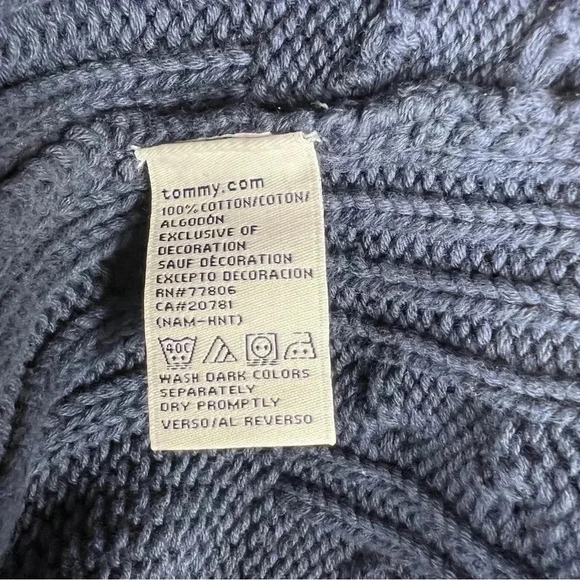 tommy.com
100% COTTON/COTON/
ALGODÓN
EXCLUSIVE OF
DECORATION
SAUF DÉCORATION
EXCEPTO DECORACION
RN#77806
CA#20781
(NAM-HNT)
40C
WASH DARK COLORS
SEPARATELY
DRY PROMPTLY
VERSO/AL REVERSO